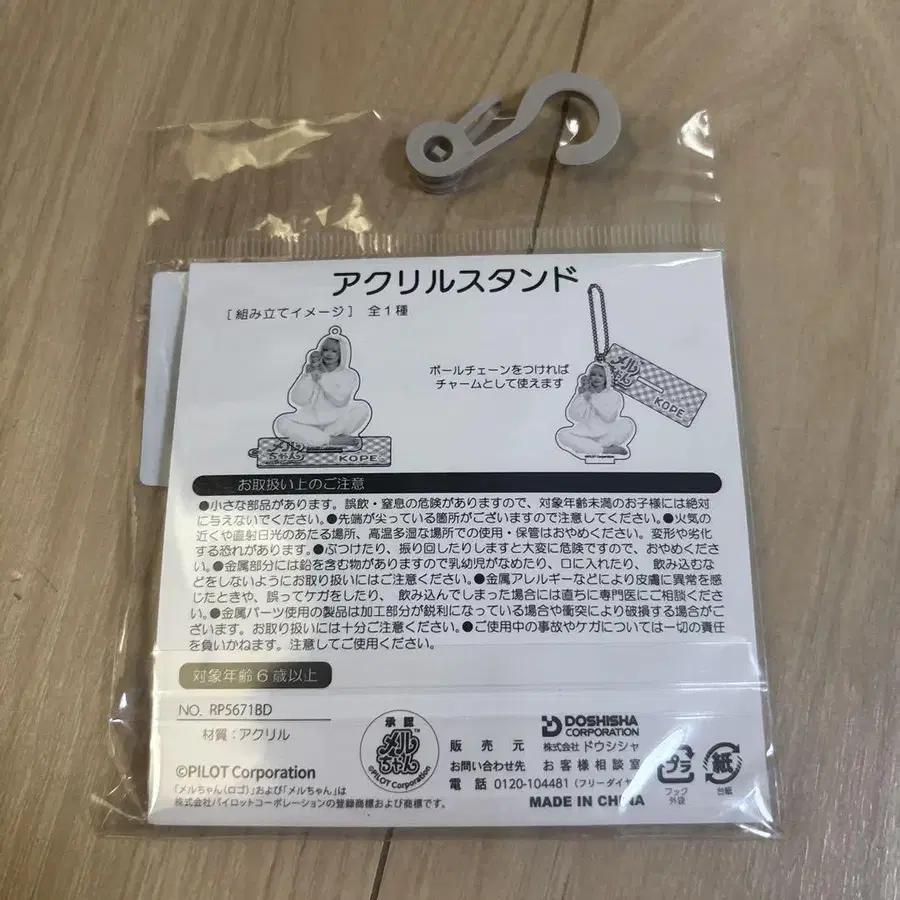 アクリルスタンド
[組み立てイメージ] 全1種
ボールチェーンをつければ
チャームとして使えます
メル
ちゃん
KOPE
メル
ちゃん
KOPE
©PILOT Corporation
お取扱い上のご注意
●小さな部品があります。誤飲・窒息の危険がありますので、対象年齢未満のお子様には絶対
に与えないでください。●先端が尖っている箇所がございますので注意してください。●火気の
近くや直射日光のあたる場所、高温多湿な場所での使用・保管はおやめください。変形や劣化
する恐れがあります。●ぶつけたり、振り回したりしますと大変に危険ですので、おやめくださ
い。●金属部分には鉛を含む物がありますので乳幼児がなめたり、口に入れたり、飲み込むな
どをしないようにお取り扱いにはご注意ください。●金属アレルギーなどにより皮膚に異常を感
じたときや、誤ってケガをしたり、飲み込んでしまった場合には直ちに専門医にご相談くださ
い。●金属パーツ使用の製品は加工部分が鋭利になっている場合や衝突により破損する場合がご
ざいます。お取り扱いには十分ご注意ください。●ご使用中の事故やケガについては一切の責任
を負いかねます。注意してご使用ください。
対象年齢6歳以上
NO. RP5671BD
材質：アクリル
©PILOT Corporation
「メルちゃん(ロゴ)」および「メルちゃん」は
株式会社パイロットコーポレーションの登録商標および商標です。
承認
メル
ちゃん
TM
©PILOT Corporation
DOSHISHA
CORPORATION
販売元 株式会社 ドウシシャ
お問い合わせ先 お客様相談室
電話 0120-104481 (フリーダイヤ
MADE IN CHINA
プラ
フック
外袋
紙
台紙